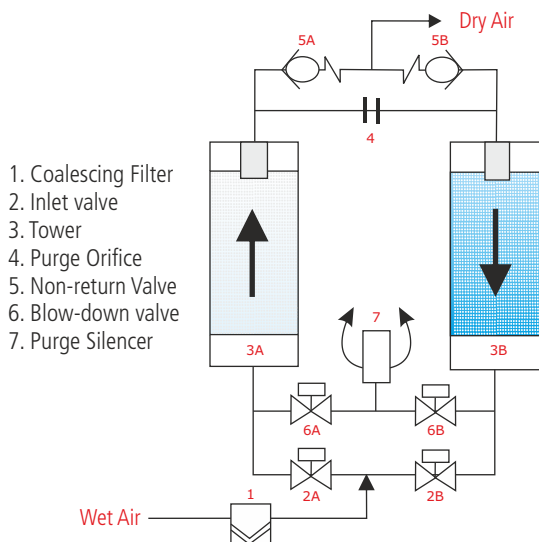 Dry Air
5A
5B
4
1. Coalescing Filter
2. Inlet valve
3. Tower
4. Purge Orifice
5. Non-return Valve
6. Blow-down valve
7. Purge Silencer
7
3A
3B
6A
6B
2A
2B
1
Wet Air